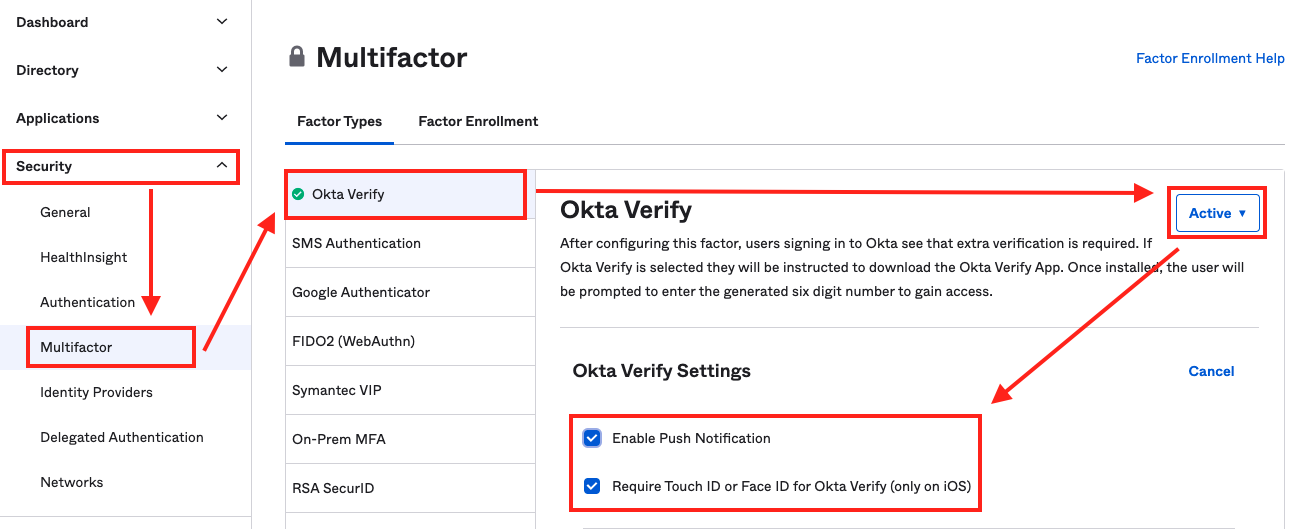 Dashboard
Directory
Applications
Security
General
HealthInsight
Authentication
Multifactor
Identity Providers
Delegated Authentication
Networks
Multifactor
Factor Enrollment Help
Factor Types
Factor Enrollment
Okta Verify
SMS Authentication
Google Authenticator
FIDO2 (WebAuthn)
Symantec VIP
On-Prem MFA
RSA SecurID
Okta Verify
Active
After configuring this factor, users signing in to Okta see that extra verification is required. If
Okta Verify is selected they will be instructed to download the Okta Verify App. Once installed, the user will
be prompted to enter the generated six digit number to gain access.
Okta Verify Settings
Cancel
Enable Push Notification
Require Touch ID or Face ID for Okta Verify (only on iOS)